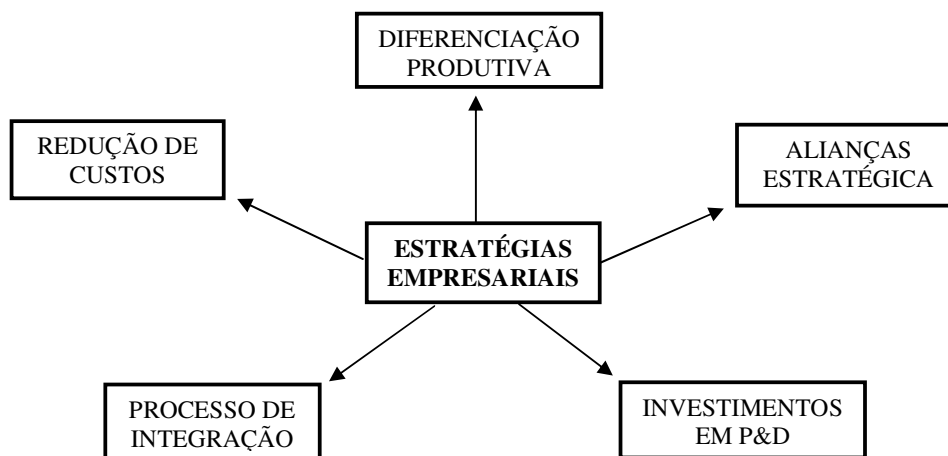 DIFERENCIAÇÃO
PRODUTIVA
REDUÇÃO DE
CUSTOS
ALIANÇAS
ESTRATÉGICA
ESTRATÉGIAS
EMPRESARIAIS
PROCESSO DE
INTEGRAÇÃO
INVESTIMENTOS
EM P&D